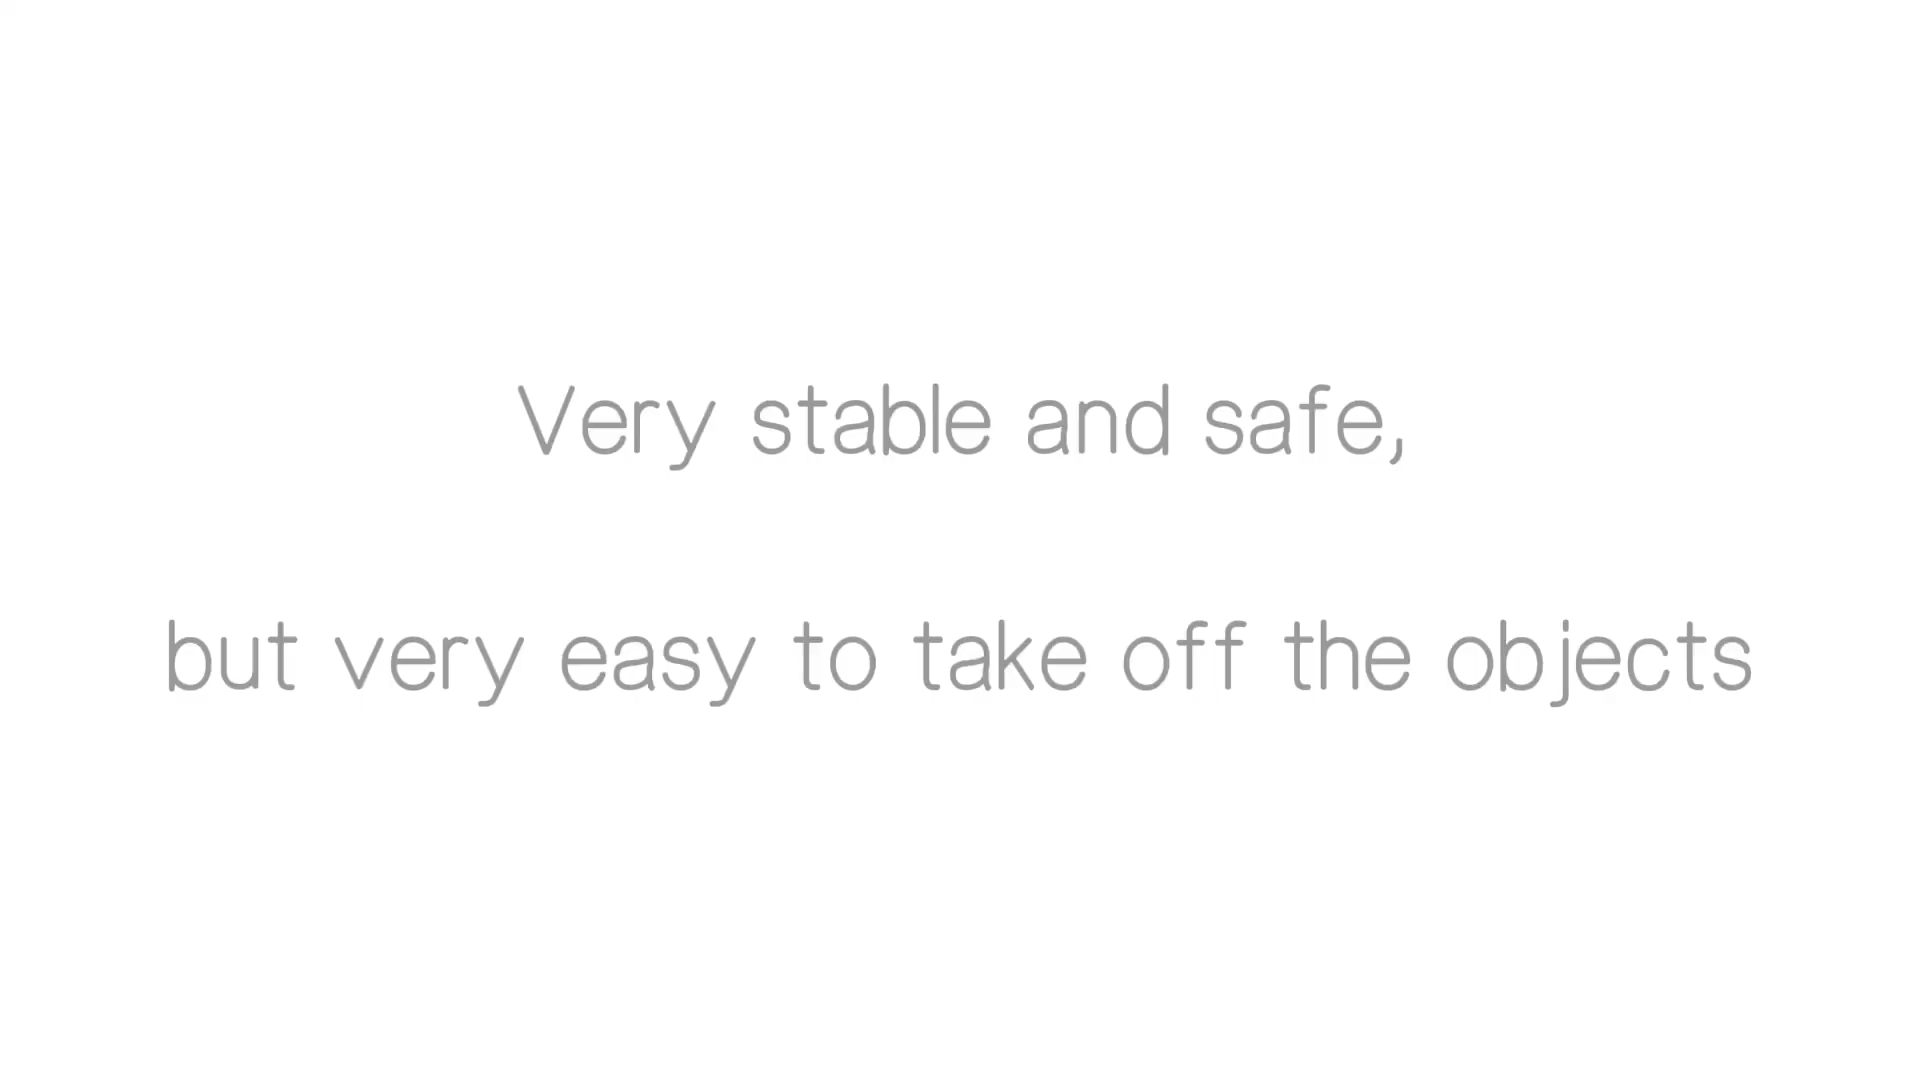 Very stable and safe,
but very easy to take off the objects